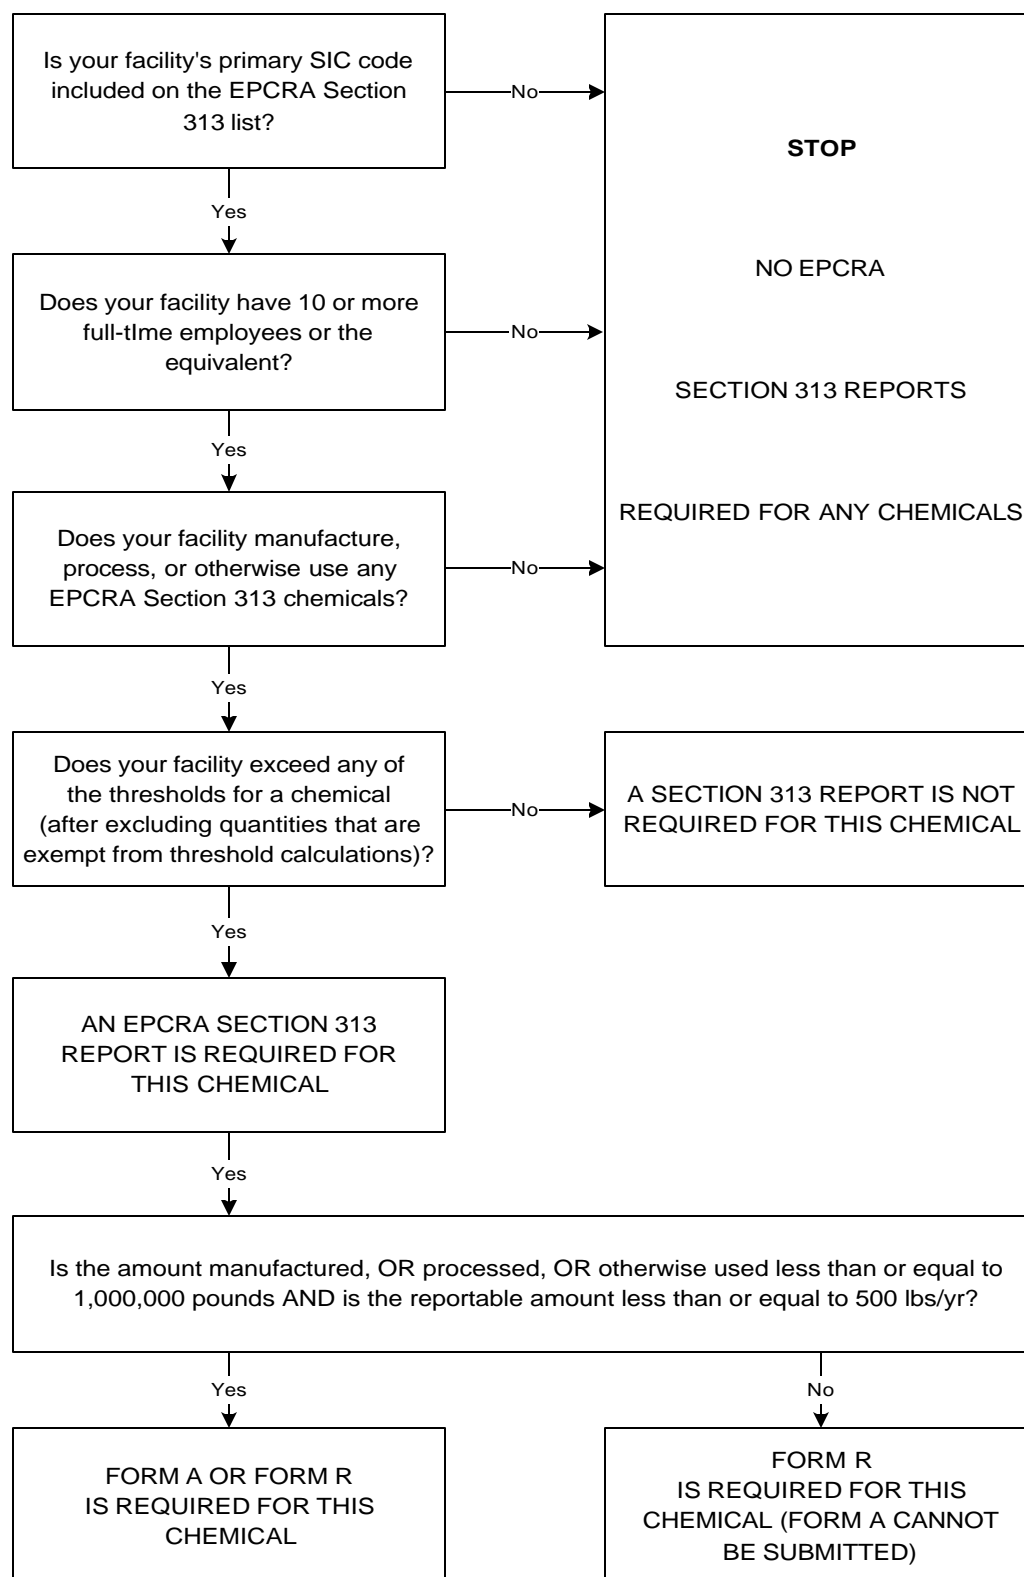 Is your facility's primary SIC code
included on the EPCRA Section
313 list?
No
STOP
NO EPCRA
SECTION 313 REPORTS
REQUIRED FOR ANY CHEMICALS
Yes
Does your facility have 10 or more
full-tIme employees or the
equivalent?
No
Yes
Does your facility manufacture,
process, or otherwise use any
EPCRA Section 313 chemicals?
No
Yes
Does your facility exceed any of
the thresholds for a chemical
(after excluding quantities that are
exempt from threshold calculations)?
No
A SECTION 313 REPORT IS NOT
REQUIRED FOR THIS CHEMICAL
Yes
AN EPCRA SECTION 313
REPORT IS REQUIRED FOR
THIS CHEMICAL
Yes
Is the amount manufactured, OR processed, OR otherwise used less than or equal to
1,000,000 pounds AND is the reportable amount less than or equal to 500 lbs/yr?
Yes
No
FORM A OR FORM R
IS REQUIRED FOR THIS
CHEMICAL
FORM R
IS REQUIRED FOR THIS
CHEMICAL (FORM A CANNOT
BE SUBMITTED)